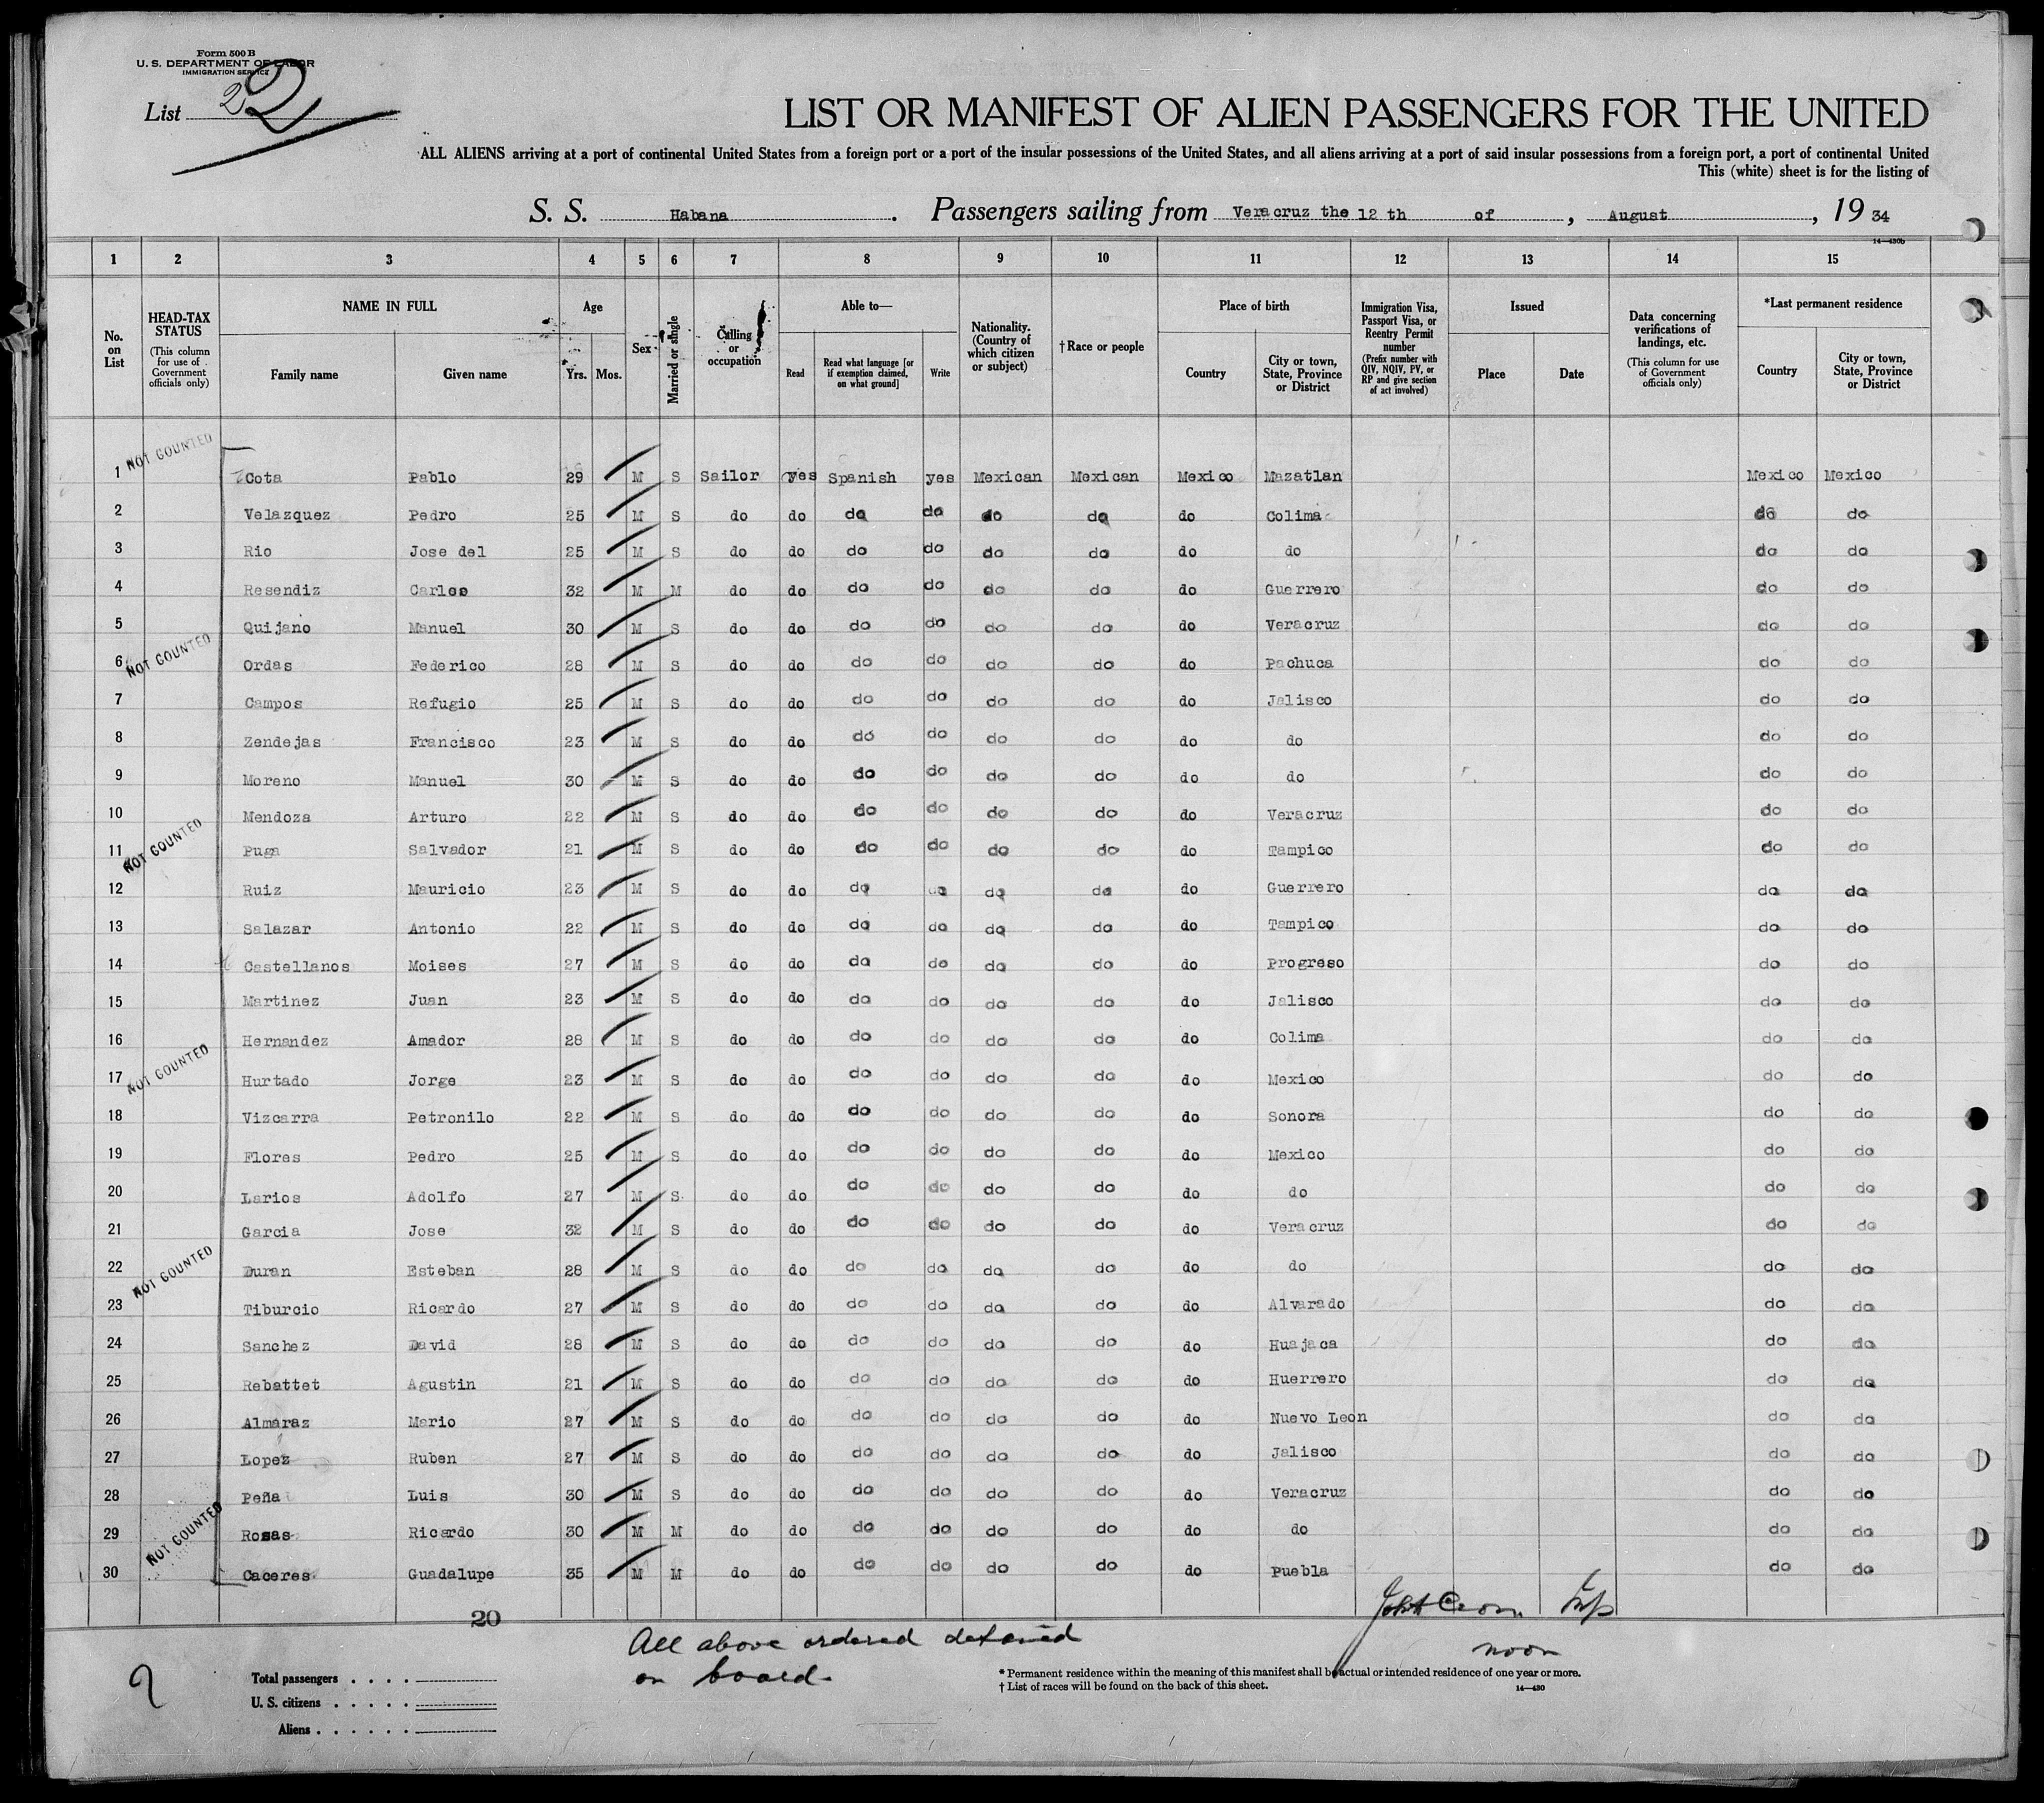 Form 500 B
U. S. DEPARTMENT OF LABOR
IMMIGRATION SERVICE
List 2 2
LIST OR MANIFEST OF ALIEN PASSENGERS FOR THE UNITED
ALL ALIENS arriving at a port of continental United States from a foreign port or a port of the insular possessions of the United States, and all aliens arriving at a port of said insular possessions from a foreign port, a port of continental United
This (white) sheet is for the listing of
S. S. Habana. Passengers sailing from Veracruz the 12 th of, August, 19 34
14—430b
1 2 3 4 5 6 7 8 9 10 11 12 13 14 15
No. on List
HEAD-TAX STATUS (This column for use of Government officials only)
NAME IN FULL Family name Given name
Age Yrs. Mos.
Sex
Married or single
Calling or occupation
Able to— Read Read what language [or if exemption claimed, on what ground] Write
Nationality. (Country of which citizen or subject)
†Race or people
Place of birth Country City or town, State, Province or District
Immigration Visa, Passport Visa, or Reentry Permit number (Prefix number with QIV, NQIV, PV, or RP and give section of act involved)
Issued Place Date
Data concerning verifications of landings, etc. (This column for use of Government officials only)
*Last permanent residence Country City or town, State, Province or District
NOT COUNTED
1 Cota Pablo 29 M S Sailor yes Spanish yes Mexican Mexican Mexico Mazatlan Mexico Mexico
2 Velazquez Pedro 25 M S do do do do do do do Colima do do
3 Rio Jose del 25 M S do do do do do do do do do do
4 Resendiz Carlos 32 M M do do do do do do do Guerrero do do
5 Quijano Manuel 30 M S do do do do do do do Veracruz do do
NOT COUNTED
6 Ordas Federico 28 M S do do do do do do do Pachuca do do
7 Campos Refugio 25 M S do do do do do do do Jalisco do do
8 Zendejas Francisco 23 M S do do do do do do do do do do
9 Moreno Manuel 30 M S do do do do do do do do do do
10 Mendoza Arturo 22 M S do do do do do do do Veracruz do do
NOT COUNTED
11 Puga Salvador 21 M S do do do do do do do Tampico do do
12 Ruiz Mauricio 23 M S do do do do do do do Guerrero do do
13 Salazar Antonio 22 M S do do do do do do do Tampico do do
14 Castellanos Moises 27 M S do do do do do do do Progreso do do
15 Martinez Juan 23 M S do do do do do do do Jalisco do do
16 Hernandez Amador 28 M S do do do do do do do Colima do do
NOT COUNTED
17 Hurtado Jorge 23 M S do do do do do do do Mexico do do
18 Vizcarra Petronilo 22 M S do do do do do do do Sonora do do
19 Flores Pedro 25 M S do do do do do do do Mexico do do
20 Larios Adolfo 27 M S do do do do do do do do do do
21 Garcia Jose 32 M S do do do do do do do Veracruz do do
NOT COUNTED
22 Duran Esteban 28 M S do do do do do do do do do do
23 Tiburcio Ricardo 27 M S do do do do do do do Alvarado do do
24 Sanchez David 28 M S do do do do do do do Huajaca do do
25 Rebattet Agustin 21 M S do do do do do do do Huerrero do do
26 Almaraz Mario 27 M S do do do do do do do Nuevo Leon do do
27 Lopez Ruben 27 M S do do do do do do do Jalisco do do
28 Peña Luis 30 M S do do do do do do do Veracruz do do
NOT COUNTED
29 Rosas Ricardo 30 M M do do do do do do do do do do
30 Caceres Guadalupe 35 M M do do do do do do do Puebla do do
20
All above ordered detained
on board.
noon
Total passengers
U. S. citizens
Aliens
* Permanent residence within the meaning of this manifest shall be actual or intended residence of one year or more.
† List of races will be found on the back of this sheet.
14—430